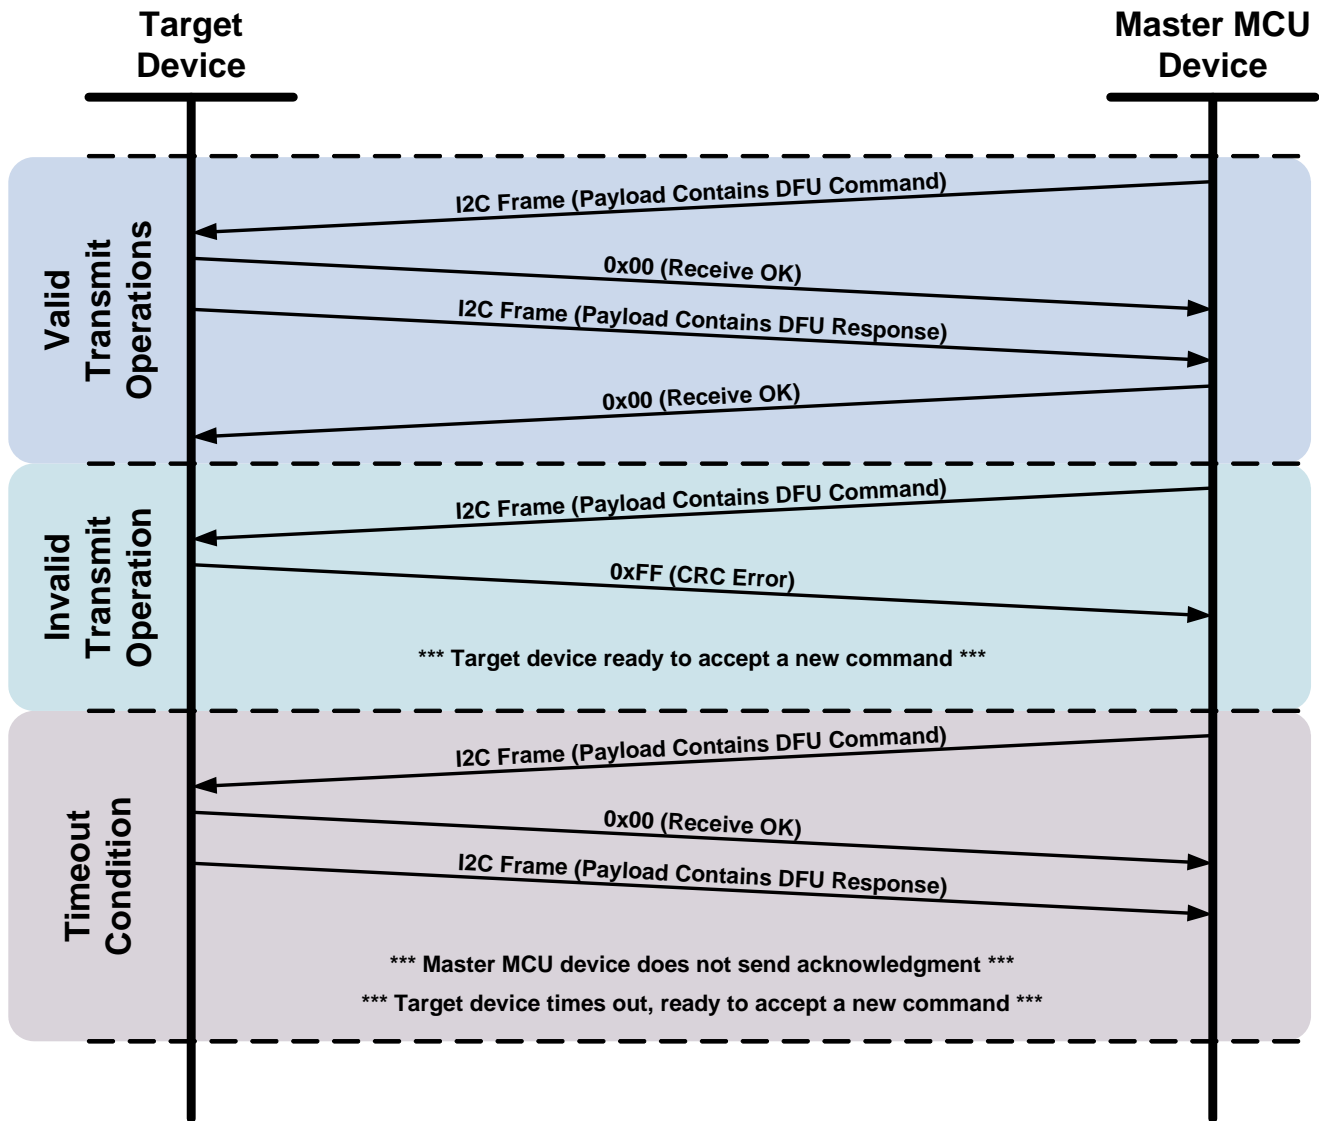 Target
Device
Master MCU
Device
Valid
Transmit
Operations
I2C Frame (Payload Contains DFU Command)
0x00 (Receive OK)
I2C Frame (Payload Contains DFU Response)
0x00 (Receive OK)
Invalid
Transmit
Operation
I2C Frame (Payload Contains DFU Command)
0xFF (CRC Error)
*** Target device ready to accept a new command ***
Timeout
Condition
I2C Frame (Payload Contains DFU Command)
0x00 (Receive OK)
I2C Frame (Payload Contains DFU Response)
*** Master MCU device does not send acknowledgment ***
*** Target device times out, ready to accept a new command ***